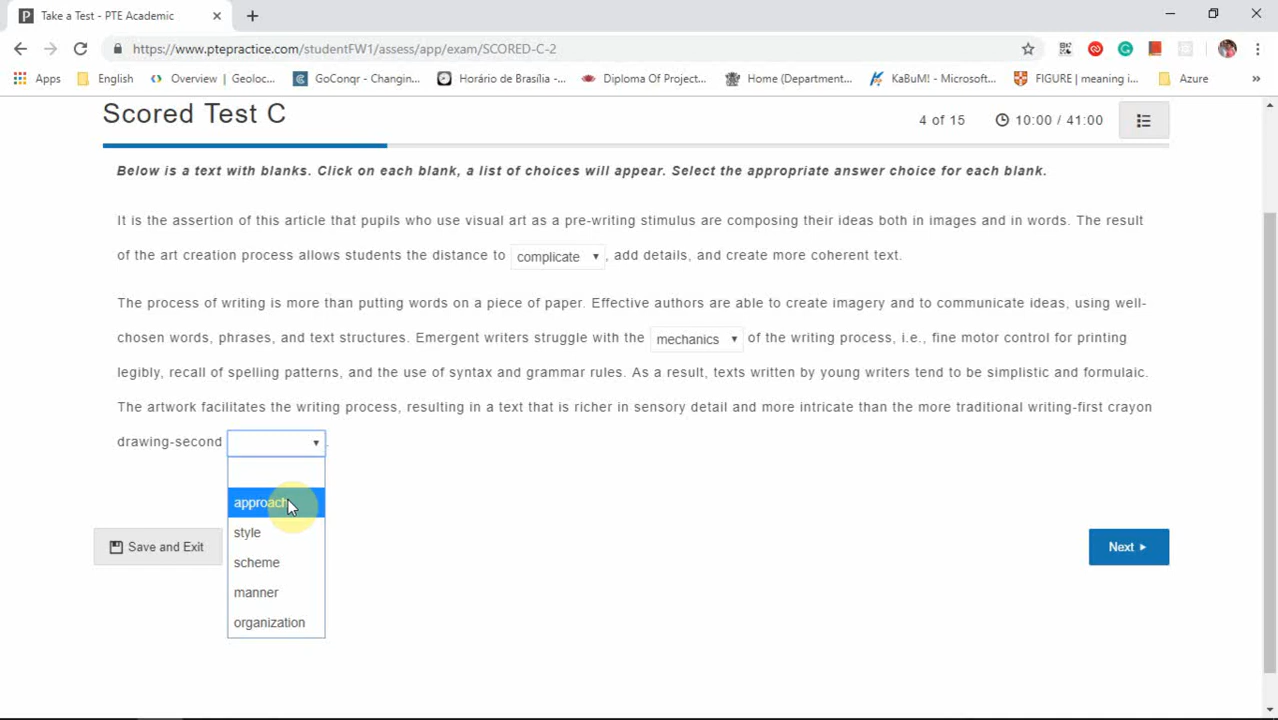 Take a Test - PTE Academic
https://www.ptepractice.com/studentFW1/assess/app/exam/SCORED-C-2
Apps English Overview | Geoloc... GoConqr - Changin... Horário de Brasília -... Diploma Of Project... Home (Department... KaBuM! - Microsoft... FIGURE | meaning i... Azure »
Scored Test C 4 of 15 10:00 / 41:00
Below is a text with blanks. Click on each blank, a list of choices will appear. Select the appropriate answer choice for each blank.
It is the assertion of this article that pupils who use visual art as a pre-writing stimulus are composing their ideas both in images and in words. The result
of the art creation process allows students the distance to complicate , add details, and create more coherent text.
The process of writing is more than putting words on a piece of paper. Effective authors are able to create imagery and to communicate ideas, using well-
chosen words, phrases, and text structures. Emergent writers struggle with the mechanics of the writing process, i.e., fine motor control for printing
legibly, recall of spelling patterns, and the use of syntax and grammar rules. As a result, texts written by young writers tend to be simplistic and formulaic.
The artwork facilitates the writing process, resulting in a text that is richer in sensory detail and more intricate than the more traditional writing-first crayon
drawing-second .
approach
style
scheme
manner
organization
Save and Exit
Next